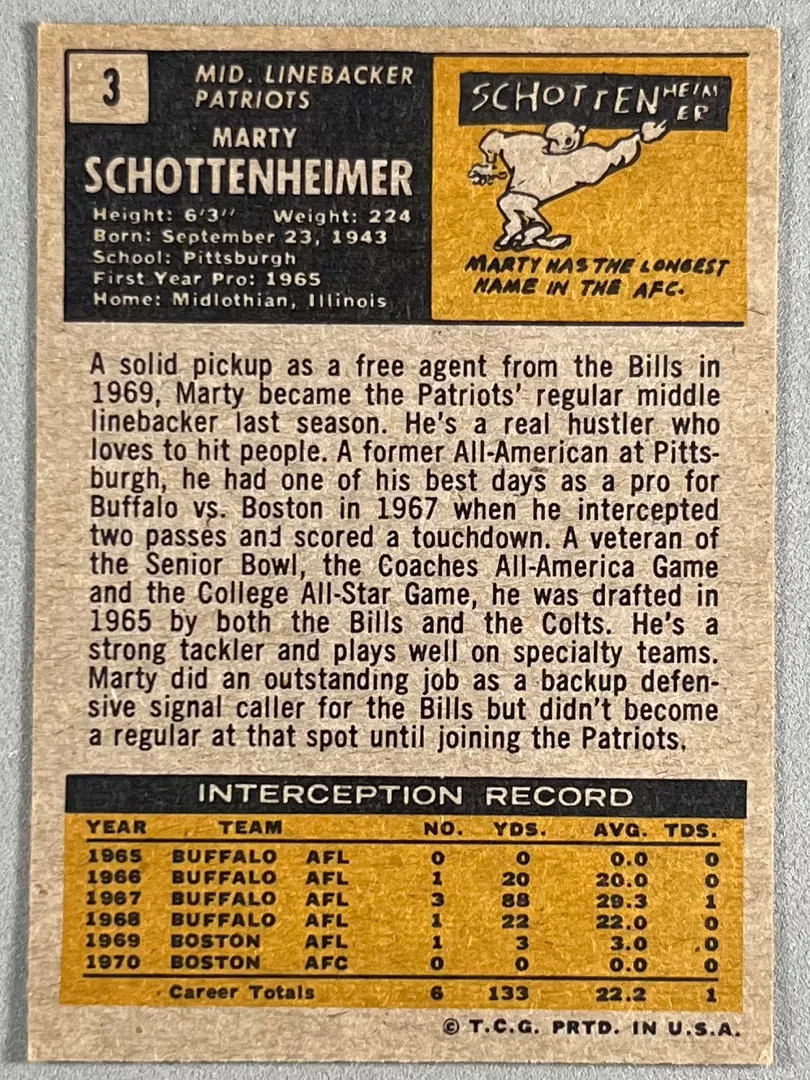 3
MID. LINEBACKER
PATRIOTS
MARTY
SCHOTTENHEIMER
Height: 6'3" Weight: 224
Born: September 23, 1943
School: Pittsburgh
First Year Pro: 1965
Home: Midlothian, Illinois
SCHOTTENHEIM
ER
MARTY HAS THE LONGEST
NAME IN THE AFC.
A solid pickup as a free agent from the Bills in
1969, Marty became the Patriots' regular middle
linebacker last season. He's a real hustler who
loves to hit people. A former All-American at Pitts-
burgh, he had one of his best days as a pro for
Buffalo vs. Boston in 1967 when he intercepted
two passes and scored a touchdown. A veteran of
the Senior Bowl, the Coaches All-America Game
and the College All-Star Game, he was drafted in
1965 by both the Bills and the Colts. He's a
strong tackler and plays well on specialty teams.
Marty did an outstanding job as a backup defen-
sive signal caller for the Bills but didn't become
a regular at that spot until joining the Patriots.
INTERCEPTION RECORD
YEAR TEAM NO. YDS. AVG. TDS.
1965 BUFFALO AFL 0 0 0.0 0
1966 BUFFALO AFL 1 20 20.0 0
1967 BUFFALO AFL 3 88 29.3 1
1968 BUFFALO AFL 1 22 22.0 0
1969 BOSTON AFL 1 3 3.0 0
1970 BOSTON AFC 0 0 0.0 0
Career Totals 6 133 22.2 1
© T.C.G. PRTD. IN U.S.A.